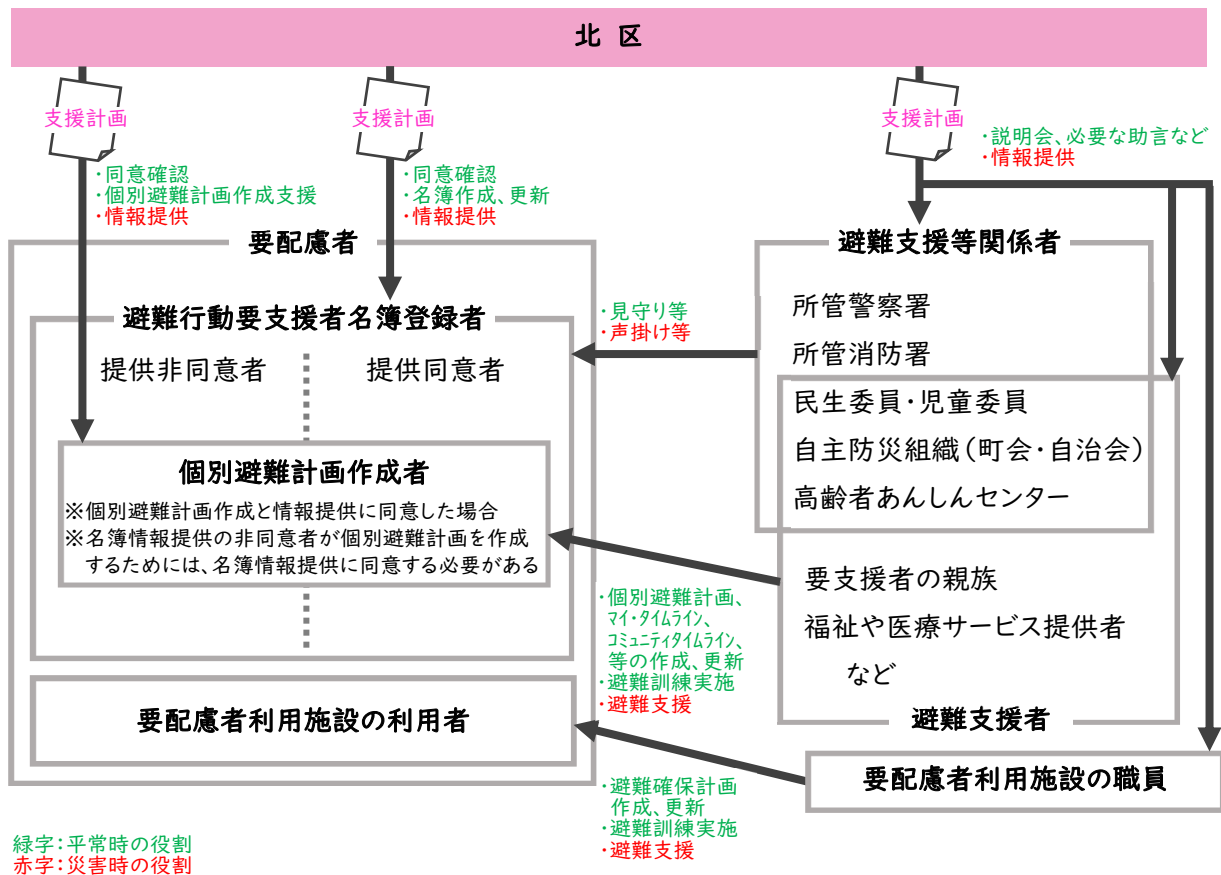 北 区
支援計画
支援計画
支援計画
・同意確認
・個別避難計画作成支援
・情報提供
・同意確認
・名簿作成、更新
・情報提供
・説明会、必要な助言など
・情報提供
要配慮者
避難行動要支援者名簿登録者
提供非同意者
提供同意者
個別避難計画作成者
※個別避難計画作成と情報提供に同意した場合
※名簿情報提供の非同意者が個別避難計画を作成
するためには、名簿情報提供に同意する必要がある
要配慮者利用施設の利用者
・見守り等
・声掛け等
・個別避難計画、
マイ・タイムライン、
コミュニティタイムライン、
等の作成、更新
・避難訓練実施
・避難支援
・避難確保計画
作成、更新
・避難訓練実施
・避難支援
避難支援等関係者
所管警察署
所管消防署
民生委員・児童委員
自主防災組織(町会・自治会)
高齢者あんしんセンター
要支援者の親族
福祉や医療サービス提供者
など
避難支援者
要配慮者利用施設の職員
緑字:平常時の役割
赤字:災害時の役割